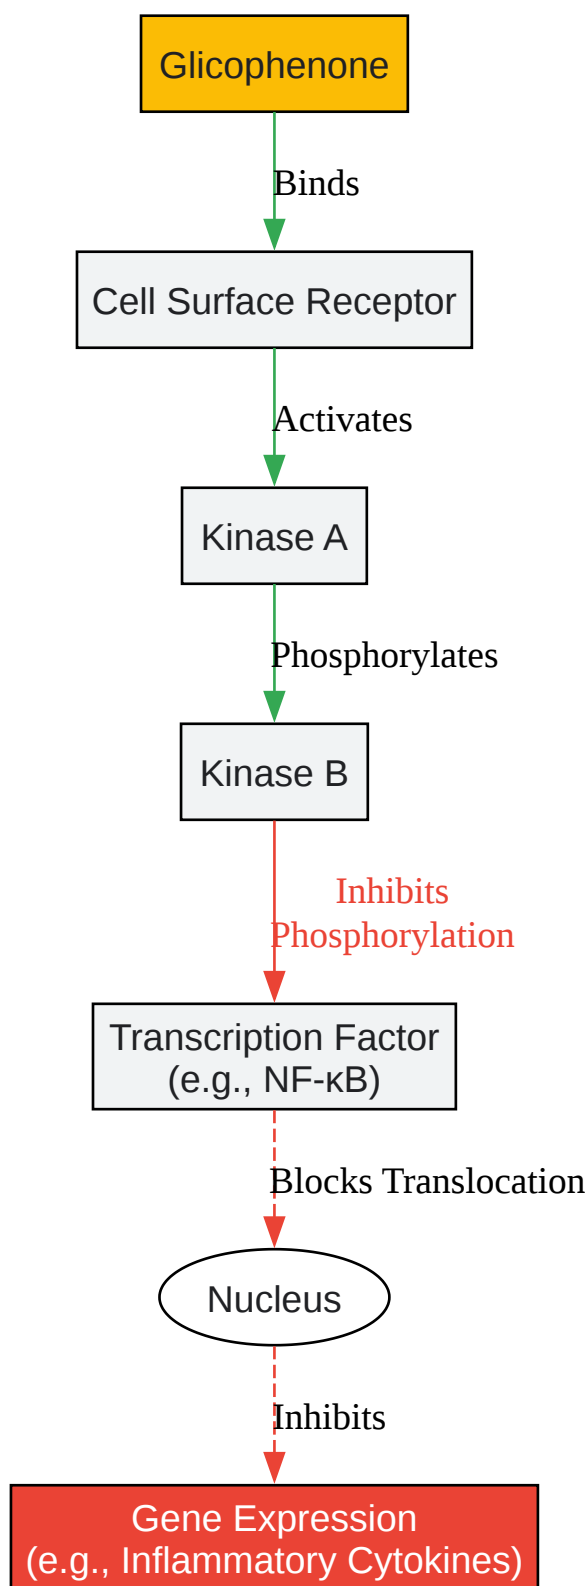 Glicophenone
Binds
Cell Surface Receptor
Activates
Kinase A
Phosphorylates
Kinase B
Inhibits
Phosphorylation
Transcription Factor
(e.g., NF-κB)
Blocks Translocation
Nucleus
Inhibits
Gene Expression
(e.g., Inflammatory Cytokines)